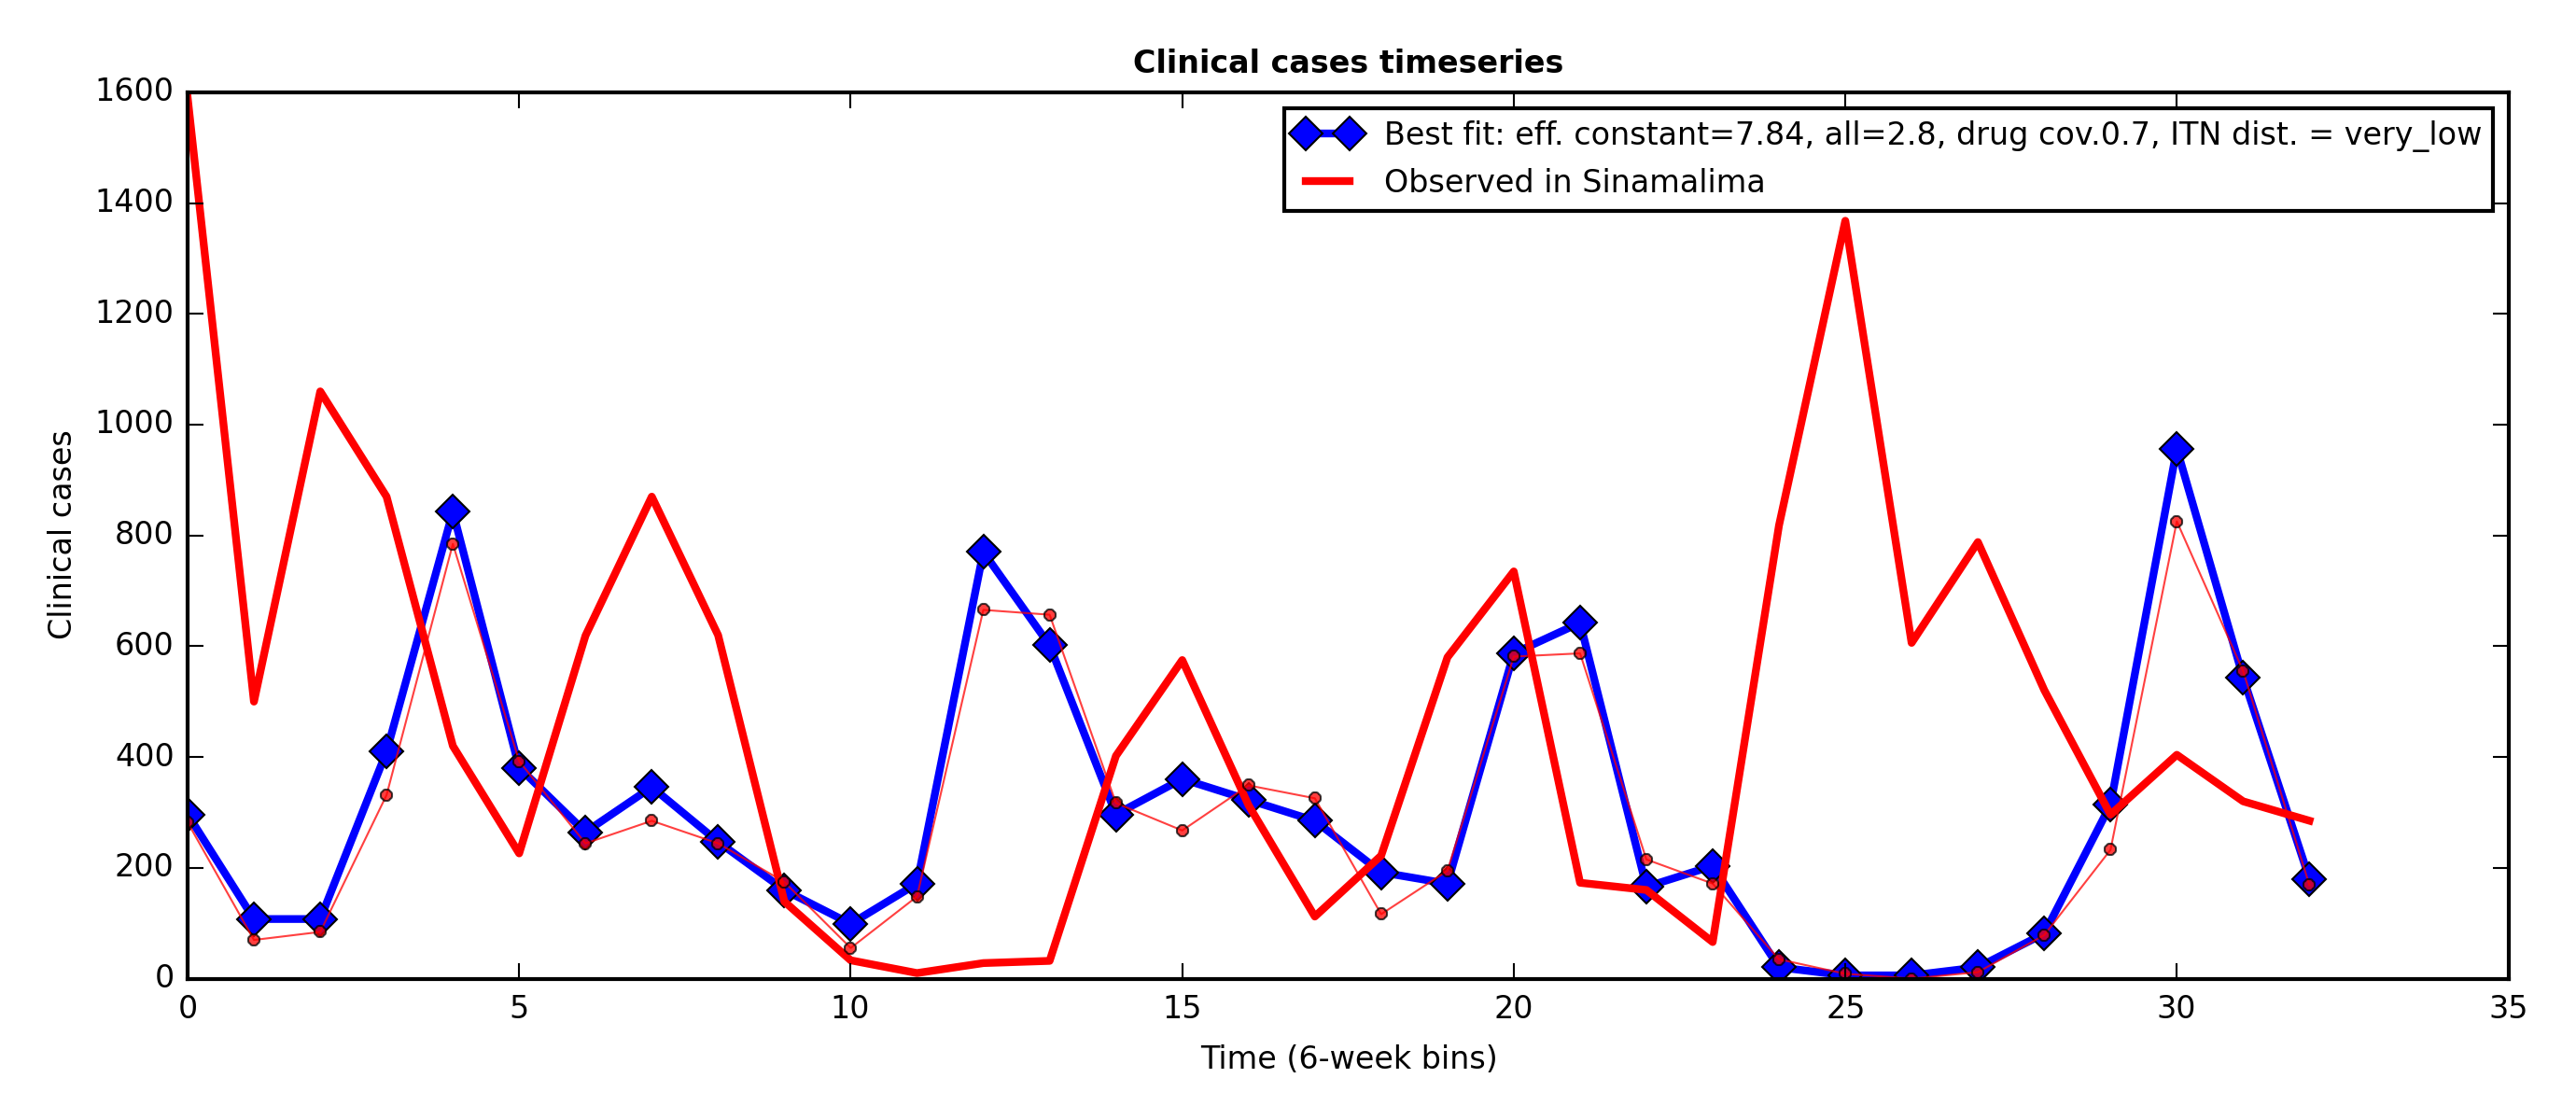 Clinical cases timeseries
1600
1400
1200
1000
800
600
400
200
0
Clinical cases
Best fit: eff. constant=7.84, all=2.8, drug cov.0.7, ITN dist. = very_low
Observed in Sinamalima
0 5 10 15 20 25 30 35
Time (6-week bins)